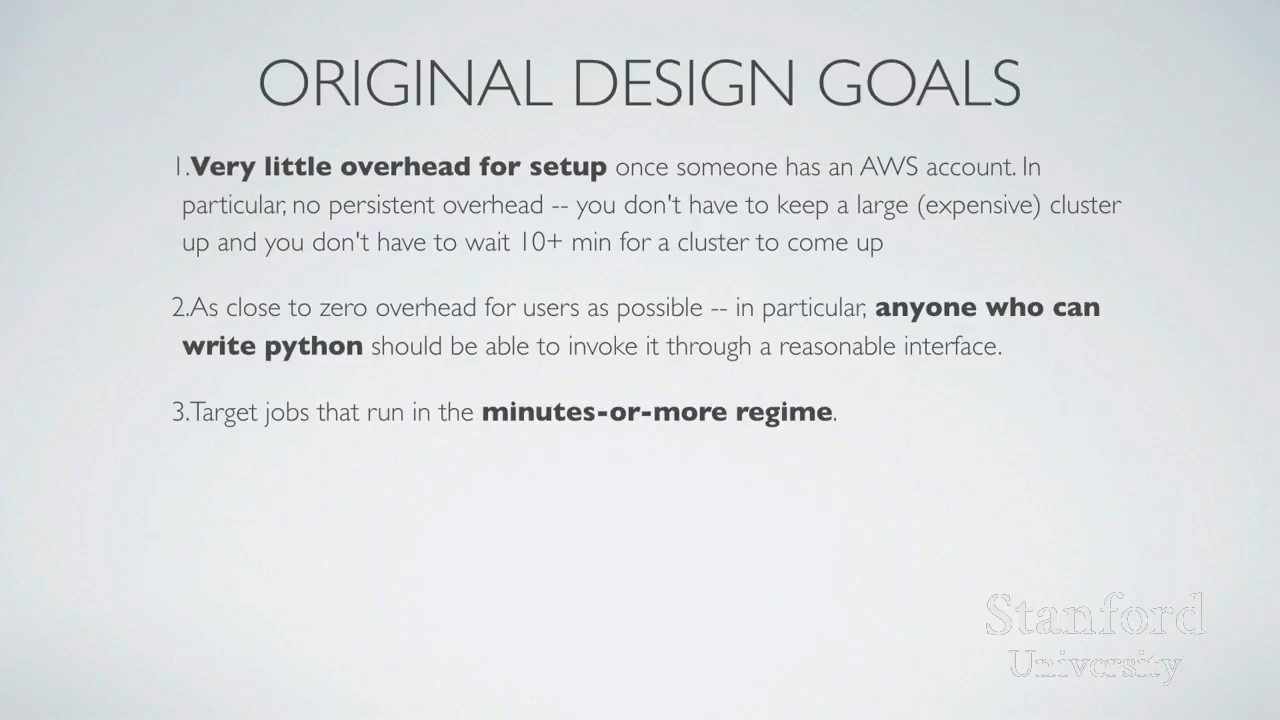 ORIGINAL DESIGN GOALS
1.Very little overhead for setup once someone has an AWS account. In
particular, no persistent overhead -- you don't have to keep a large (expensive) cluster
up and you don't have to wait 10+ min for a cluster to come up
2.As close to zero overhead for users as possible -- in particular, anyone who can
write python should be able to invoke it through a reasonable interface.
3.Target jobs that run in the minutes-or-more regime.
Stanford
University